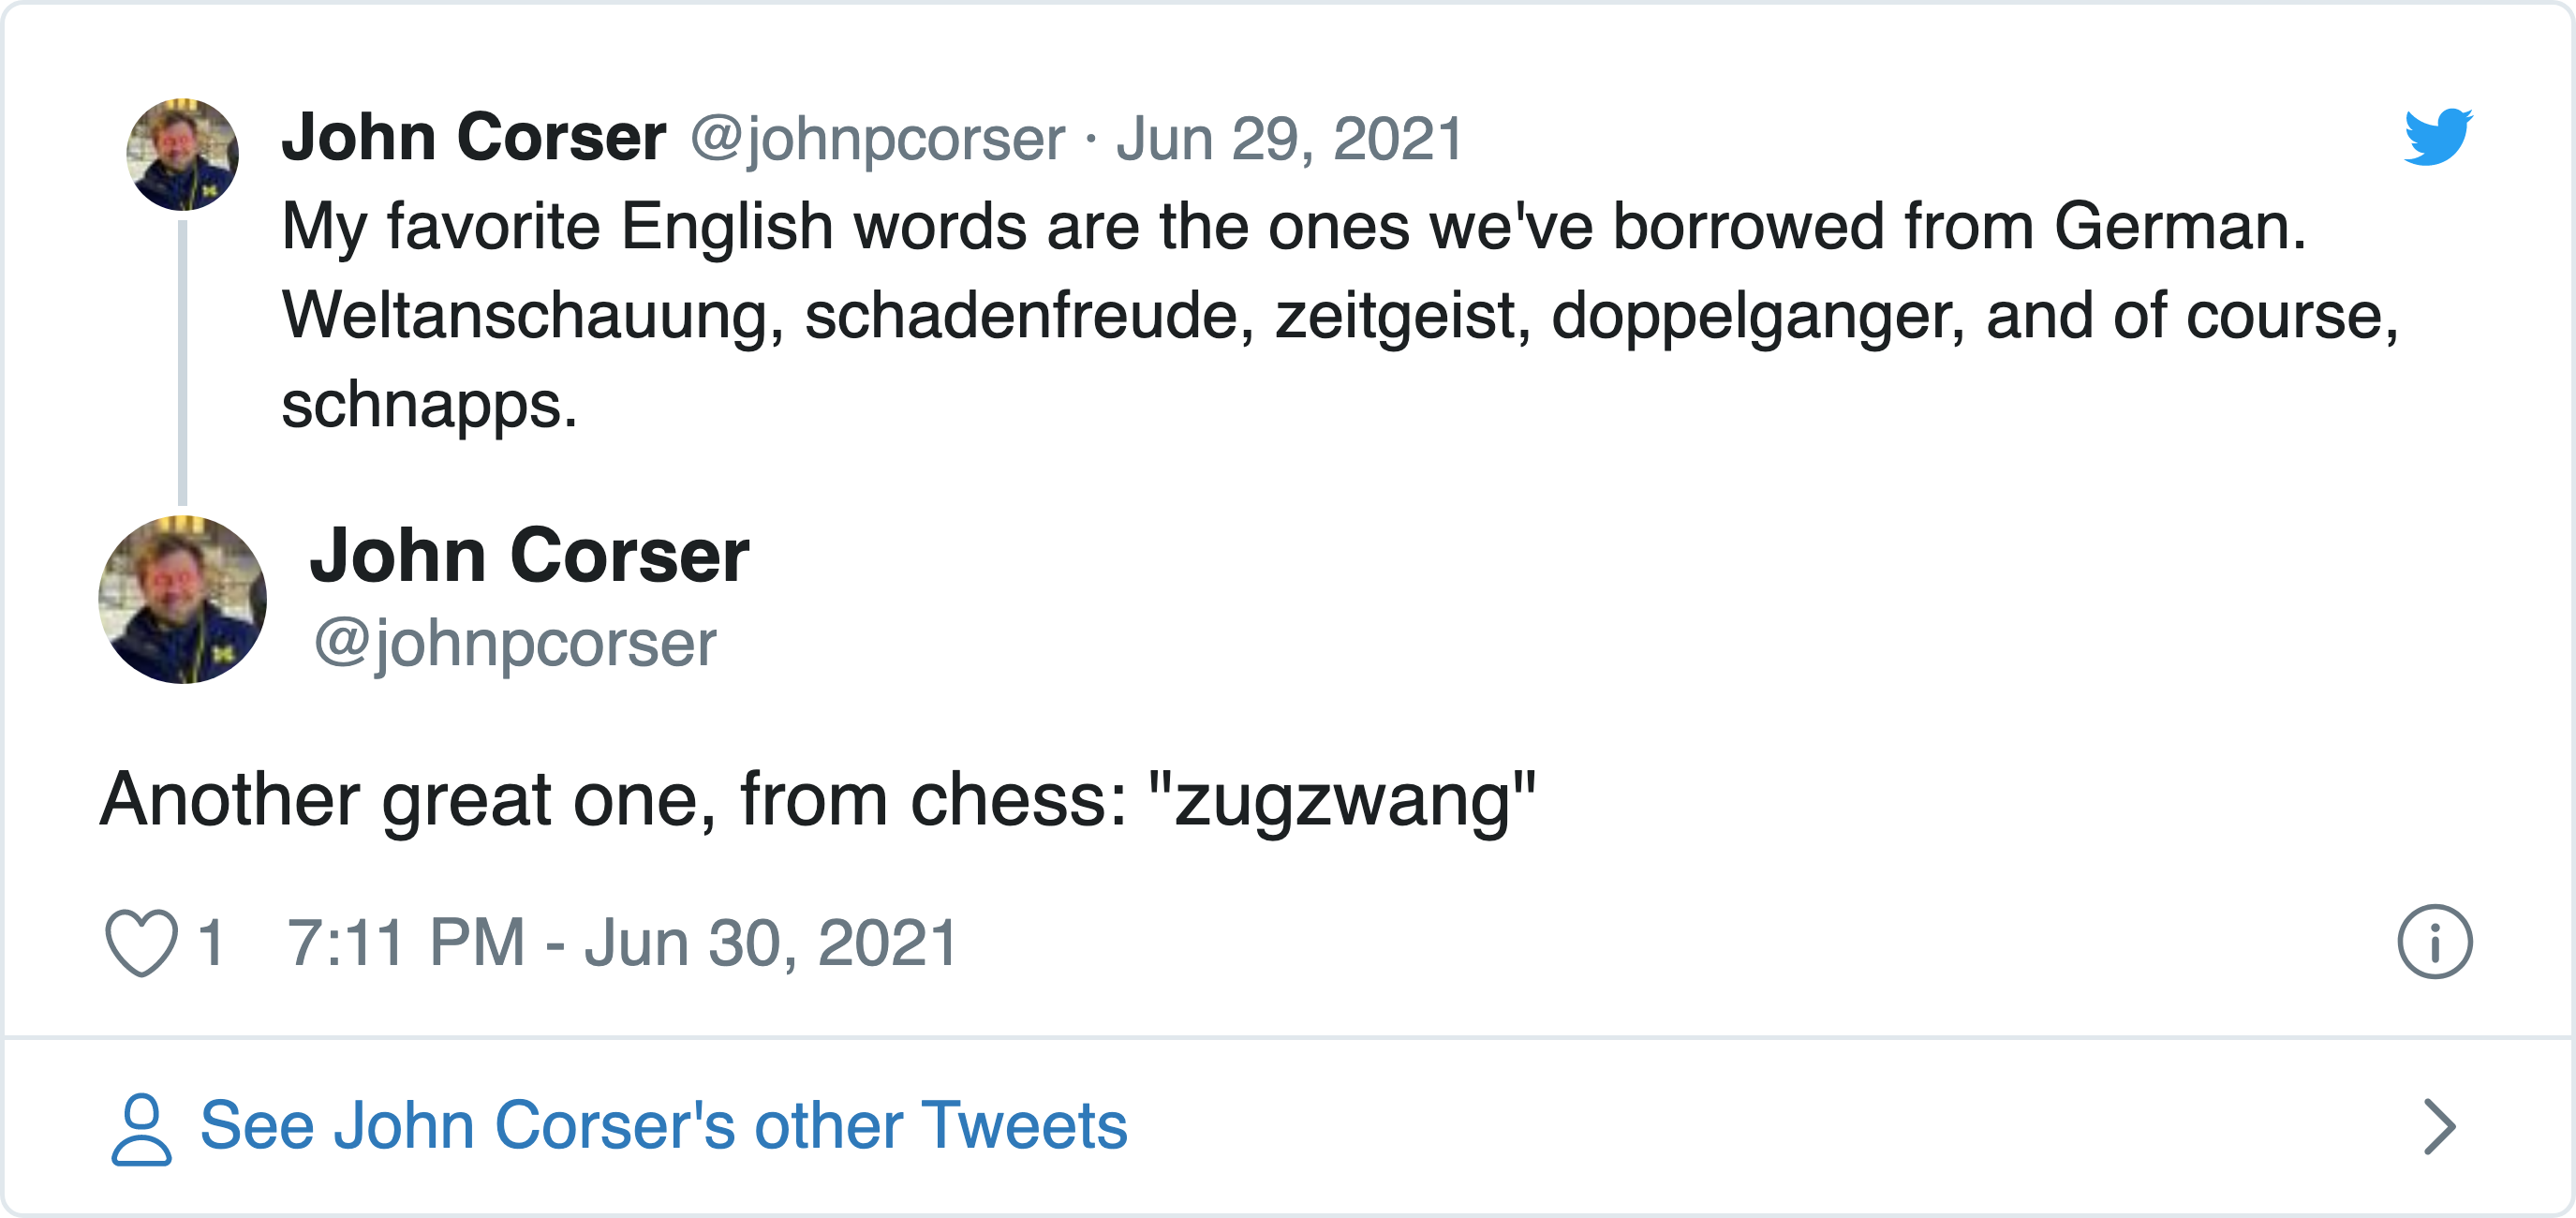 John Corser @johnpcorser · Jun 29, 2021
My favorite English words are the ones we've borrowed from German.
Weltanschauung, schadenfreude, zeitgeist, doppelganger, and of course,
schnapps.
John Corser
@johnpcorser
Another great one, from chess: "zugzwang"
1 7:11 PM - Jun 30, 2021
See John Corser's other Tweets